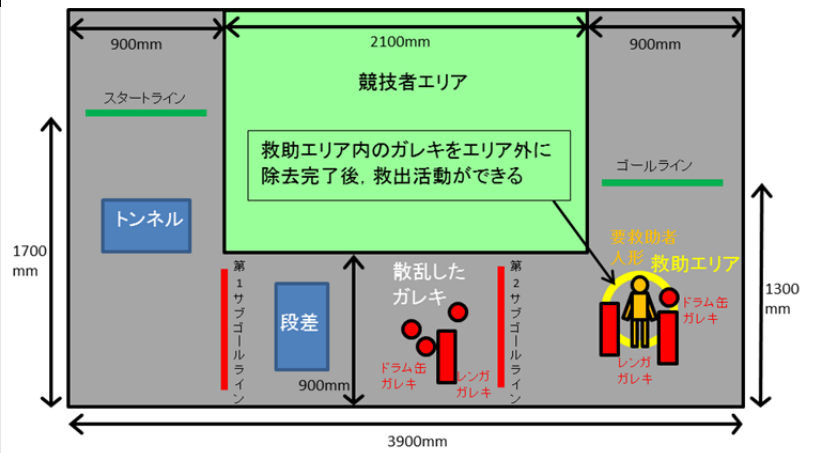 900mm
2100mm
900mm
競技者エリア
スタートライン
救助エリア内のガレキをエリア外に
除去完了後，救出活動ができる
ゴールライン
トンネル
要救助者
人形
救助エリア
1700
mm
第1サブゴールライン
散乱した
ガレキ
第2サブゴールライン
ドラム缶
ガレキ
1300
mm
段差
ドラム缶
ガレキ
レンガ
ガレキ
レンガ
ガレキ
900mm
3900mm